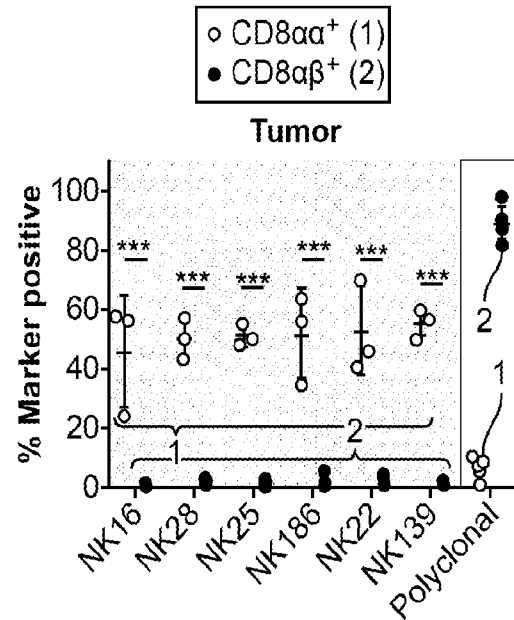 CD8αα⁺ (1)
CD8αβ⁺ (2)
Tumor
% Marker positive
100
80
60
40
20
0
*** *** *** *** *** ***
1
2
2
1
NK16
NK28
NK25
NK186
NK22
NK139
Polyclonal